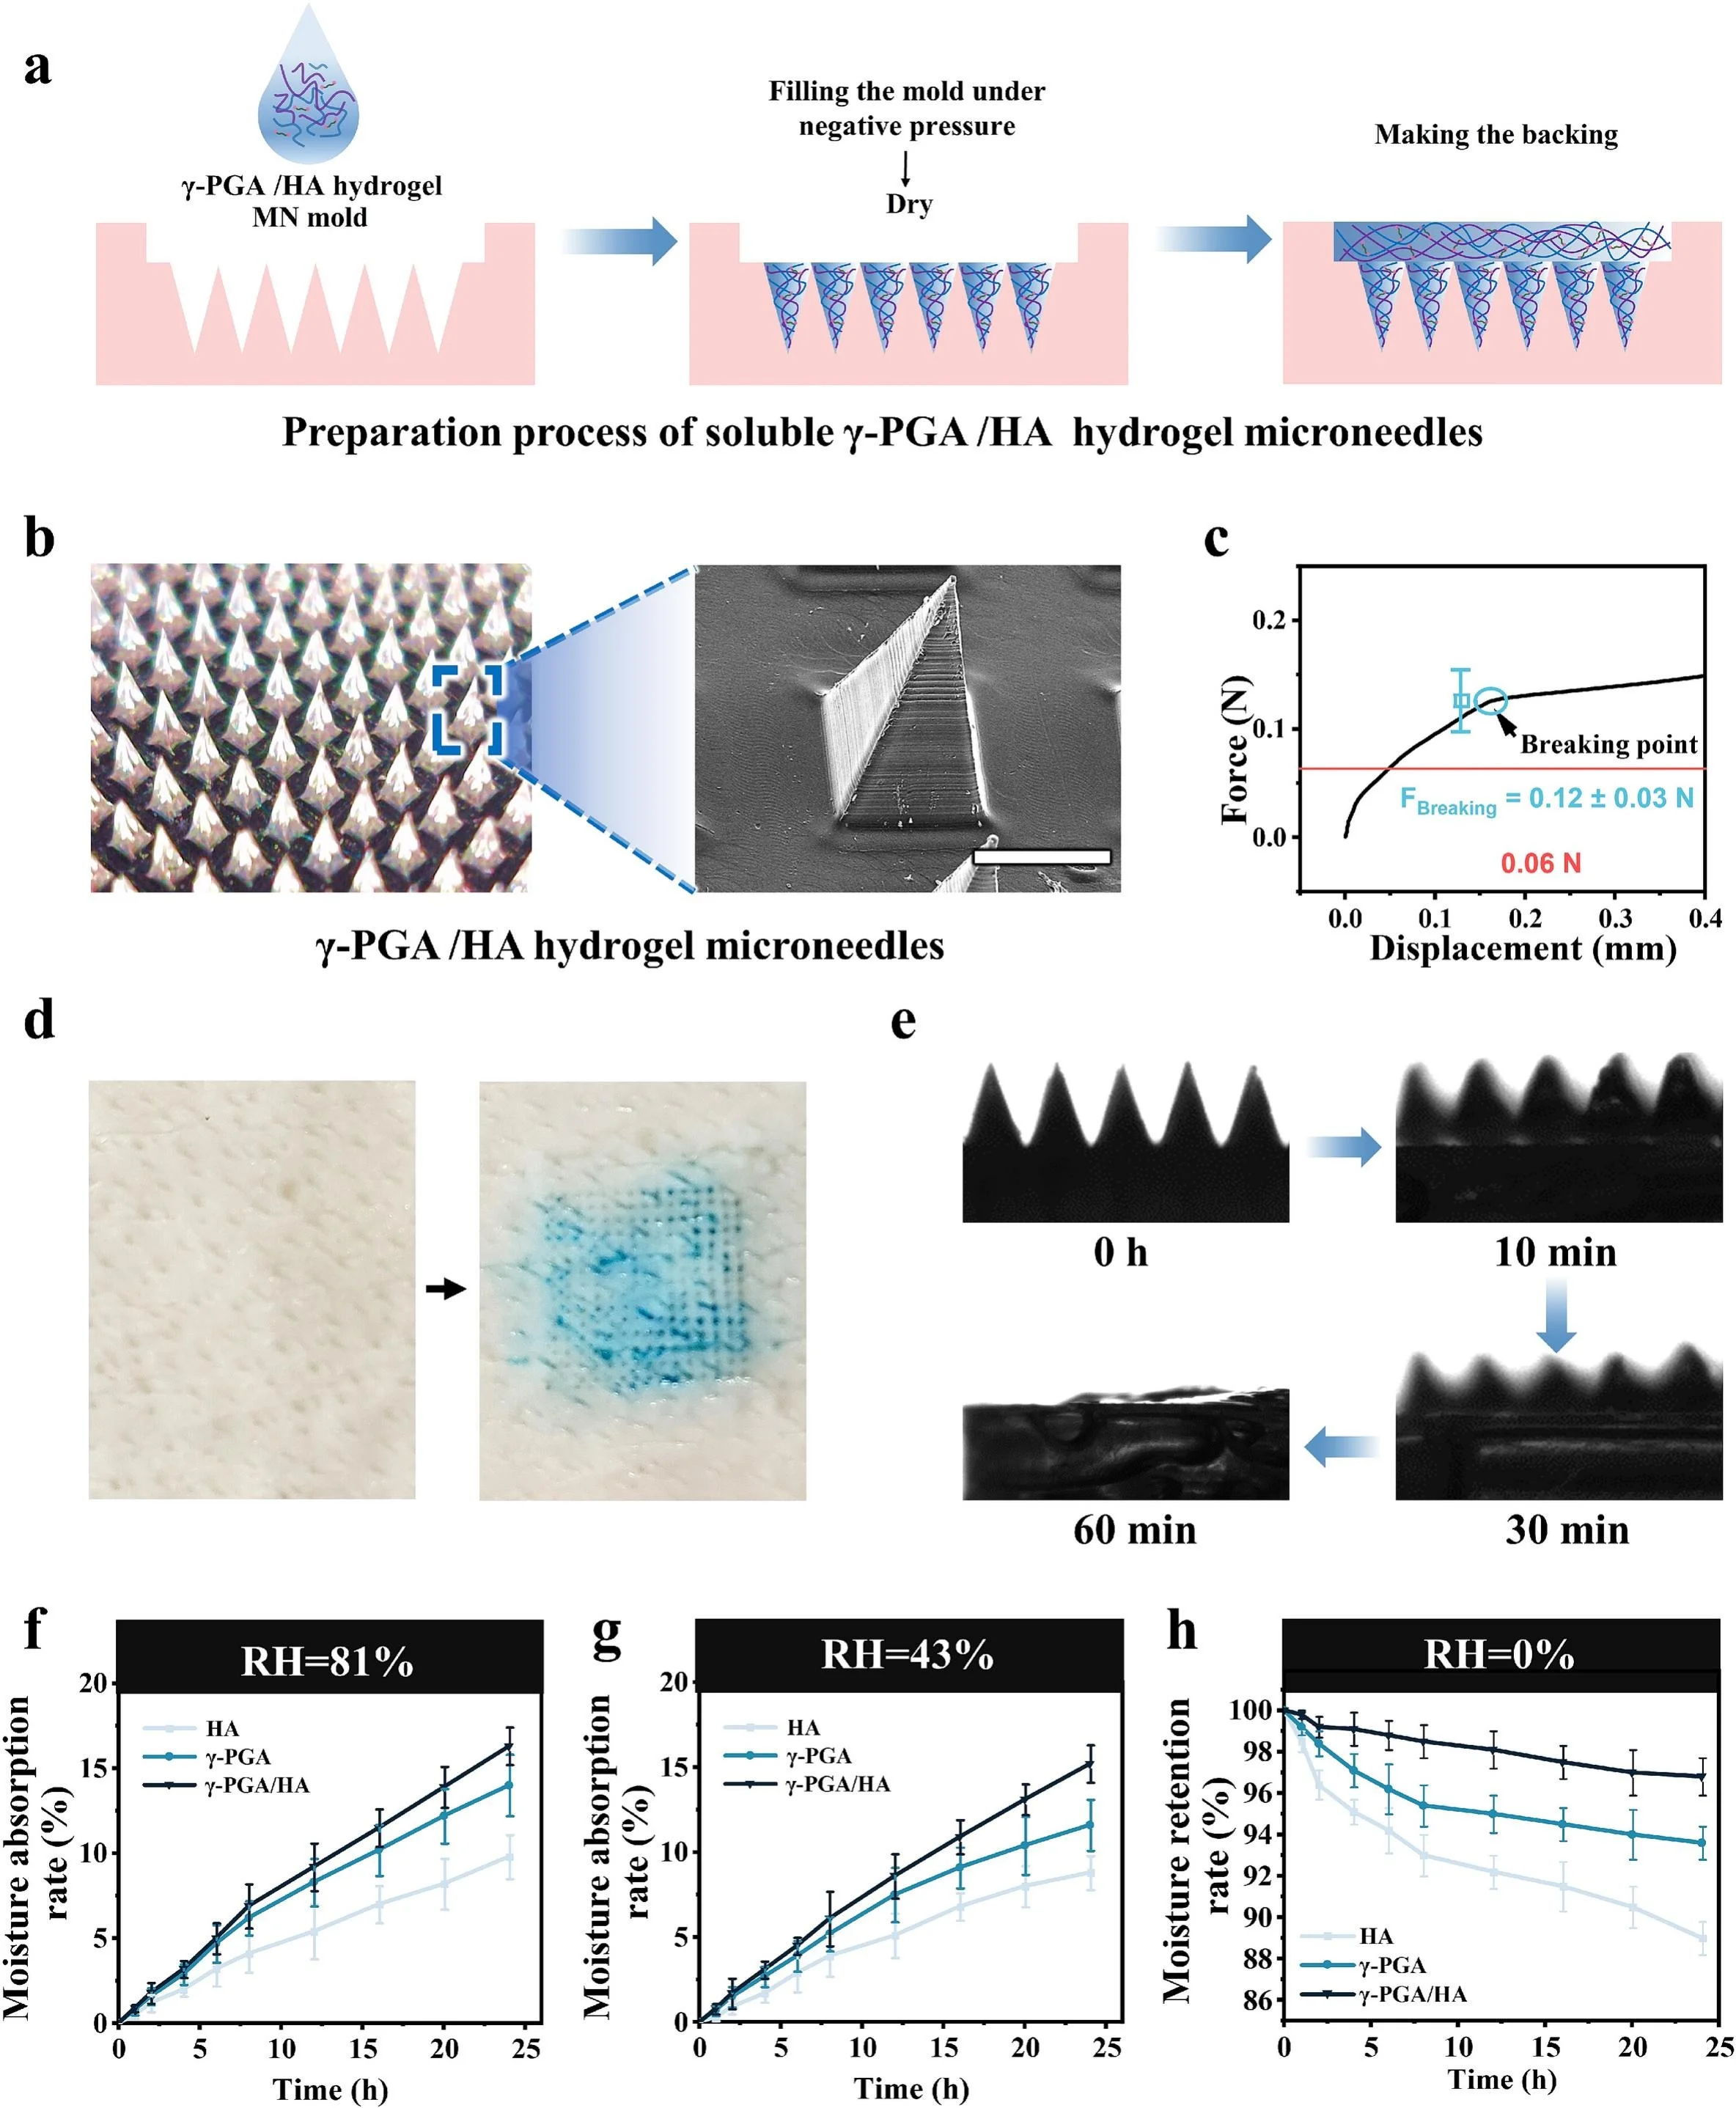 a
γ-PGA /HA hydrogel
MN mold
Filling the mold under
negative pressure
Dry
Making the backing
Preparation process of soluble γ-PGA /HA hydrogel microneedles
b
γ-PGA /HA hydrogel microneedles
c
Force (N)
0.2
0.1
0.0
Breaking point
FBreaking = 0.12 ± 0.03 N
0.06 N
0.0 0.1 0.2 0.3 0.4
Displacement (mm)
d
e
0 h
10 min
60 min
30 min
f
RH=81%
Moisture absorption
rate (%)
20
15
10
5
0
HA
γ-PGA
γ-PGA/HA
0 5 10 15 20 25
Time (h)
g
RH=43%
Moisture absorption
rate (%)
20
15
10
5
0
HA
γ-PGA
γ-PGA/HA
0 5 10 15 20 25
Time (h)
h
RH=0%
Moisture retention
rate (%)
100
98
96
94
92
90
88
86
HA
γ-PGA
γ-PGA/HA
0 5 10 15 20 25
Time (h)